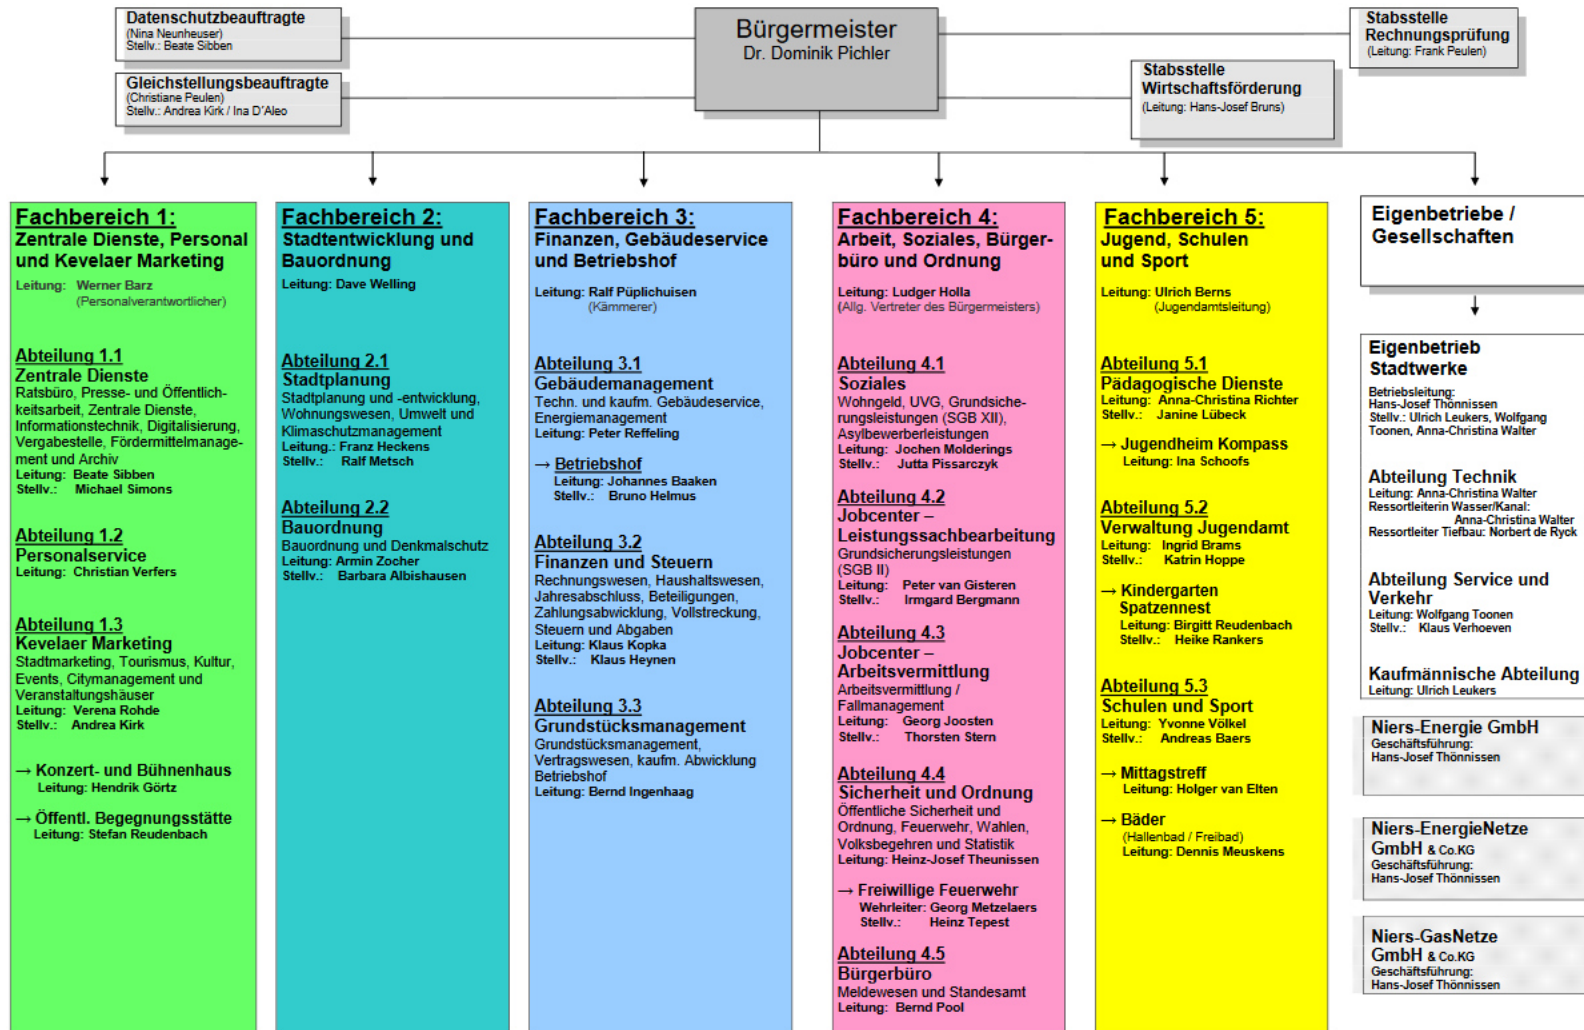 Datenschutzbeauftragte
(Nina Neunheuser)
Stellv.: Beate Sibben
Gleichstellungsbeauftragte
(Christiane Peulen)
Stellv.: Andrea Kirk / Ina D´Aleo
Bürgermeister
Dr. Dominik Pichler
Stabsstelle
Wirtschaftsförderung
(Leitung: Hans-Josef Bruns)
Stabsstelle
Rechnungsprüfung
(Leitung: Frank Peulen)
Fachbereich 1:
Zentrale Dienste, Personal
und Kevelaer Marketing
Leitung: Werner Barz
(Personalverantwortlicher)
Abteilung 1.1
Zentrale Dienste
Ratsbüro, Presse- und Öffentlich-
keitsarbeit, Zentrale Dienste,
Informationstechnik, Digitalisierung,
Vergabestelle, Fördermittelmanage-
ment und Archiv
Leitung: Beate Sibben
Stellv.: Michael Simons
Abteilung 1.2
Personalservice
Leitung: Christian Verfers
Abteilung 1.3
Kevelaer Marketing
Stadtmarketing, Tourismus, Kultur,
Events, Citymanagement und
Veranstaltungshäuser
Leitung: Verena Rohde
Stellv.: Andrea Kirk
→ Konzert- und Bühnenhaus
Leitung: Hendrik Görtz
→ Öffentl. Begegnungsstätte
Leitung: Stefan Reudenbach
Fachbereich 2:
Stadtentwicklung und
Bauordnung
Leitung: Dave Welling
Abteilung 2.1
Stadtplanung
Stadtplanung und -entwicklung,
Wohnungswesen, Umwelt und
Klimaschutzmanagement
Leitung.: Franz Heckens
Stellv.: Ralf Metsch
Abteilung 2.2
Bauordnung
Bauordnung und Denkmalschutz
Leitung: Armin Zocher
Stellv.: Barbara Albishausen
Fachbereich 3:
Finanzen, Gebäudeservice
und Betriebshof
Leitung: Ralf Püplichuisen
(Kämmerer)
Abteilung 3.1
Gebäudemanagement
Techn. und kaufm. Gebäudeservice,
Energiemanagement
Leitung: Peter Reffeling
→ Betriebshof
Leitung: Johannes Baaken
Stellv.: Bruno Helmus
Abteilung 3.2
Finanzen und Steuern
Rechnungswesen, Haushaltswesen,
Jahresabschluss, Beteiligungen,
Zahlungsabwicklung, Vollstreckung,
Steuern und Abgaben
Leitung: Klaus Kopka
Stellv.: Klaus Heynen
Abteilung 3.3
Grundstücksmanagement
Grundstücksmanagement,
Vertragswesen, kaufm. Abwicklung
Betriebshof
Leitung: Bernd Ingenhaag
Fachbereich 4:
Arbeit, Soziales, Bürger-
büro und Ordnung
Leitung: Ludger Holla
(Allg. Vertreter des Bürgermeisters)
Abteilung 4.1
Soziales
Wohngeld, UVG, Grundsiche-
rungsleistungen (SGB XII),
Asylbewerberleistungen
Leitung: Jochen Molderings
Stellv.: Jutta Pissarczyk
Abteilung 4.2
Jobcenter –
Leistungssachbearbeitung
Grundsicherungsleistungen
(SGB II)
Leitung: Peter van Gisteren
Stellv.: Irmgard Bergmann
Abteilung 4.3
Jobcenter –
Arbeitsvermittlung
Arbeitsvermittlung /
Fallmanagement
Leitung: Georg Joosten
Stellv.: Thorsten Stern
Abteilung 4.4
Sicherheit und Ordnung
Öffentliche Sicherheit und
Ordnung, Feuerwehr, Wahlen,
Volksbegehren und Statistik
Leitung: Heinz-Josef Theunissen
→ Freiwillige Feuerwehr
Wehrleiter: Georg Metzelaers
Stellv.: Heinz Tepest
Abteilung 4.5
Bürgerbüro
Meldewesen und Standesamt
Leitung: Bernd Pool
Fachbereich 5:
Jugend, Schulen
und Sport
Leitung: Ulrich Berns
(Jugendamtsleitung)
Abteilung 5.1
Pädagogische Dienste
Leitung: Anna-Christina Richter
Stellv.: Janine Lübeck
→ Jugendheim Kompass
Leitung: Ina Schoofs
Abteilung 5.2
Verwaltung Jugendamt
Leitung: Ingrid Brams
Stellv.: Katrin Hoppe
→ Kindergarten
Spatzennest
Leitung: Birgitt Reudenbach
Stellv.: Heike Rankers
Abteilung 5.3
Schulen und Sport
Leitung: Yvonne Völkel
Stellv.: Andreas Baers
→ Mittagstreff
Leitung: Holger van Elten
→ Bäder
(Hallenbad / Freibad)
Leitung: Dennis Meuskens
Eigenbetriebe /
Gesellschaften
Eigenbetrieb
Stadtwerke
Betriebsleitung:
Hans-Josef Thönnissen
Stellv.: Ulrich Leukers, Wolfgang
Toonen, Anna-Christina Walter
Abteilung Technik
Leitung: Anna-Christina Walter
Ressortleiterin Wasser/Kanal:
Anna-Christina Walter
Ressortleiter Tiefbau: Norbert de Ryck
Abteilung Service und
Verkehr
Leitung: Wolfgang Toonen
Stellv.: Klaus Verhoeven
Kaufmännische Abteilung
Leitung: Ulrich Leukers
Niers-Energie GmbH
Geschäftsführung:
Hans-Josef Thönnissen
Niers-EnergieNetze
GmbH & Co.KG
Geschäftsführung:
Hans-Josef Thönnissen
Niers-GasNetze
GmbH & Co.KG
Geschäftsführung:
Hans-Josef Thönnissen